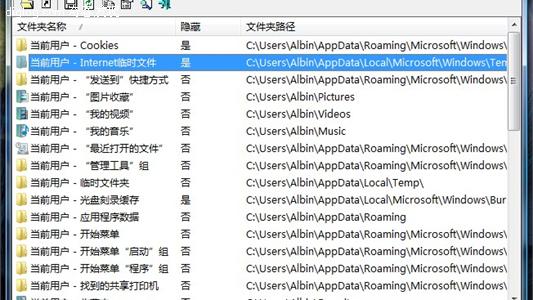 文件夹名称 / 隐藏 文件夹路径
当前用户 - Cookies 是 C:\Users\Albin\AppData\Roaming\Microsoft\Windows\
当前用户 - Internet临时文件 是 C:\Users\Albin\AppData\Local\Microsoft\Windows\Tem
当前用户 - “发送到”快捷方式 否 C:\Users\Albin\AppData\Roaming\Microsoft\Windows\
当前用户 - “图片收藏” 否 C:\Users\Albin\Pictures
当前用户 - “我的视频” 否 C:\Users\Albin\Videos
当前用户 - “我的音乐” 否 C:\Users\Albin\Music
当前用户 - “最近打开的文件” 否 C:\Users\Albin\AppData\Roaming\Microsoft\Windows\
当前用户 - “管理工具”组 否 C:\Users\Albin\AppData\Roaming\Microsoft\Windows\
当前用户 - 临时文件夹 否 C:\Users\Albin\AppData\Local\Temp\
当前用户 - 光盘刻录缓存 是 C:\Users\Albin\AppData\Local\Microsoft\Windows\Bur
当前用户 - 应用程序数据 否 C:\Users\Albin\AppData\Roaming
当前用户 - 开始菜单 否 C:\Users\Albin\AppData\Roaming\Microsoft\Windows\
当前用户 - 开始菜单“启动”组 否 C:\Users\Albin\AppData\Roaming\Microsoft\Windows\
当前用户 - 开始菜单“程序”组 否 C:\Users\Albin\AppData\Roaming\Microsoft\Windows\
当前用户 - 找到的共享打印机 否 C:\Users\Albin\AppData\Roaming\Microsoft\Windows\